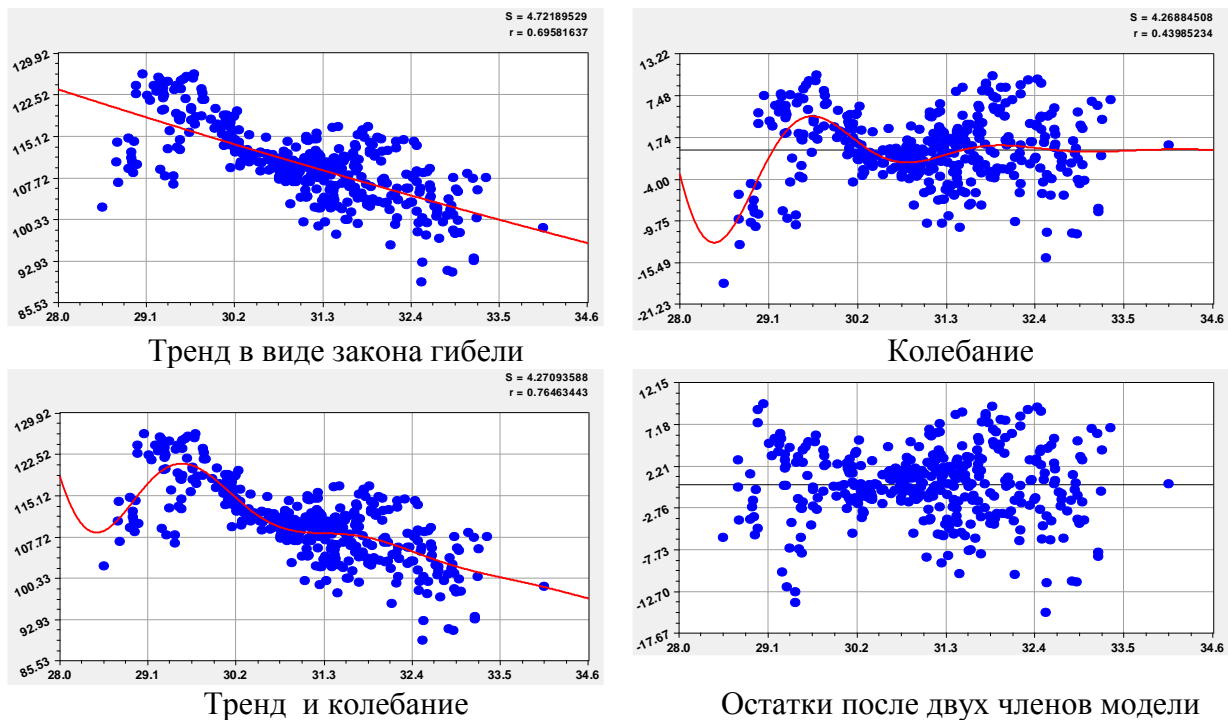 S = 4.72189529
r = 0.69581637
129.92
122.52
115.12
107.72
100.33
92.93
85.53
28.0 29.1 30.2 31.3 32.4 33.5 34.6
Тренд в виде закона гибели
S = 4.26884508
r = 0.43985234
13.22
7.48
1.74
-4.00
-9.75
-15.49
-21.23
28.0 29.1 30.2 31.3 32.4 33.5 34.6
Колебание
S = 4.27093588
r = 0.76463443
129.92
122.52
115.12
107.72
100.33
92.93
85.53
28.0 29.1 30.2 31.3 32.4 33.5 34.6
Тренд и колебание
12.15
7.18
2.21
-2.76
-7.73
-12.70
-17.67
28.0 29.1 30.2 31.3 32.4 33.5 34.6
Остатки после двух членов модели